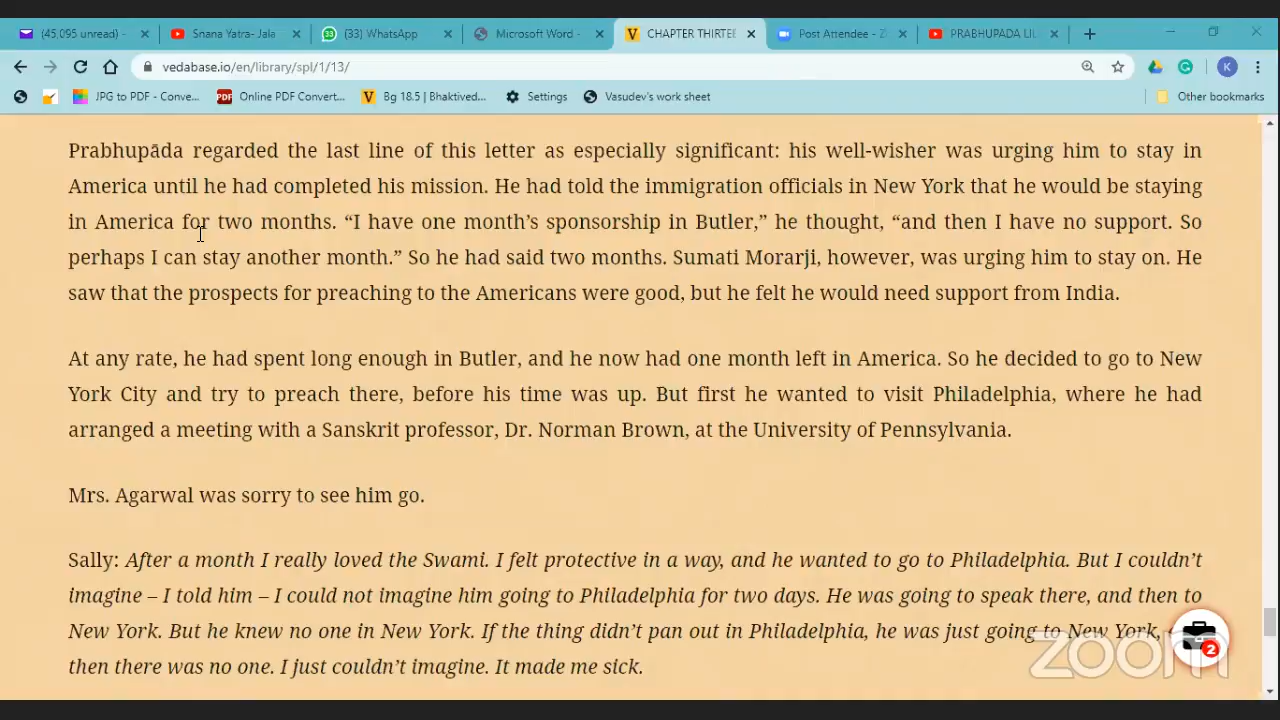 (45,095 unread) -
Snana Yatra- Jala
(33) WhatsApp
Microsoft Word -
CHAPTER THIRTEE
Post Attendee - Z
PRABHUPADA LIL
vedabase.io/en/library/spl/1/13/
K
JPG to PDF - Conve...
Online PDF Convert...
Bg 18.5 | Bhaktived...
Settings
Vasudev's work sheet
Other bookmarks
Prabhupāda regarded the last line of this letter as especially significant: his well-wisher was urging him to stay in
America until he had completed his mission. He had told the immigration officials in New York that he would be staying
in America for two months. “I have one month’s sponsorship in Butler,” he thought, “and then I have no support. So
perhaps I can stay another month.” So he had said two months. Sumati Morarji, however, was urging him to stay on. He
saw that the prospects for preaching to the Americans were good, but he felt he would need support from India.
At any rate, he had spent long enough in Butler, and he now had one month left in America. So he decided to go to New
York City and try to preach there, before his time was up. But first he wanted to visit Philadelphia, where he had
arranged a meeting with a Sanskrit professor, Dr. Norman Brown, at the University of Pennsylvania.
Mrs. Agarwal was sorry to see him go.
Sally: After a month I really loved the Swami. I felt protective in a way, and he wanted to go to Philadelphia. But I couldn’t
imagine – I told him – I could not imagine him going to Philadelphia for two days. He was going to speak there, and then to
New York. But he knew no one in New York. If the thing didn’t pan out in Philadelphia, he was just going to New York,
then there was no one. I just couldn’t imagine. It made me sick.
2
zoom